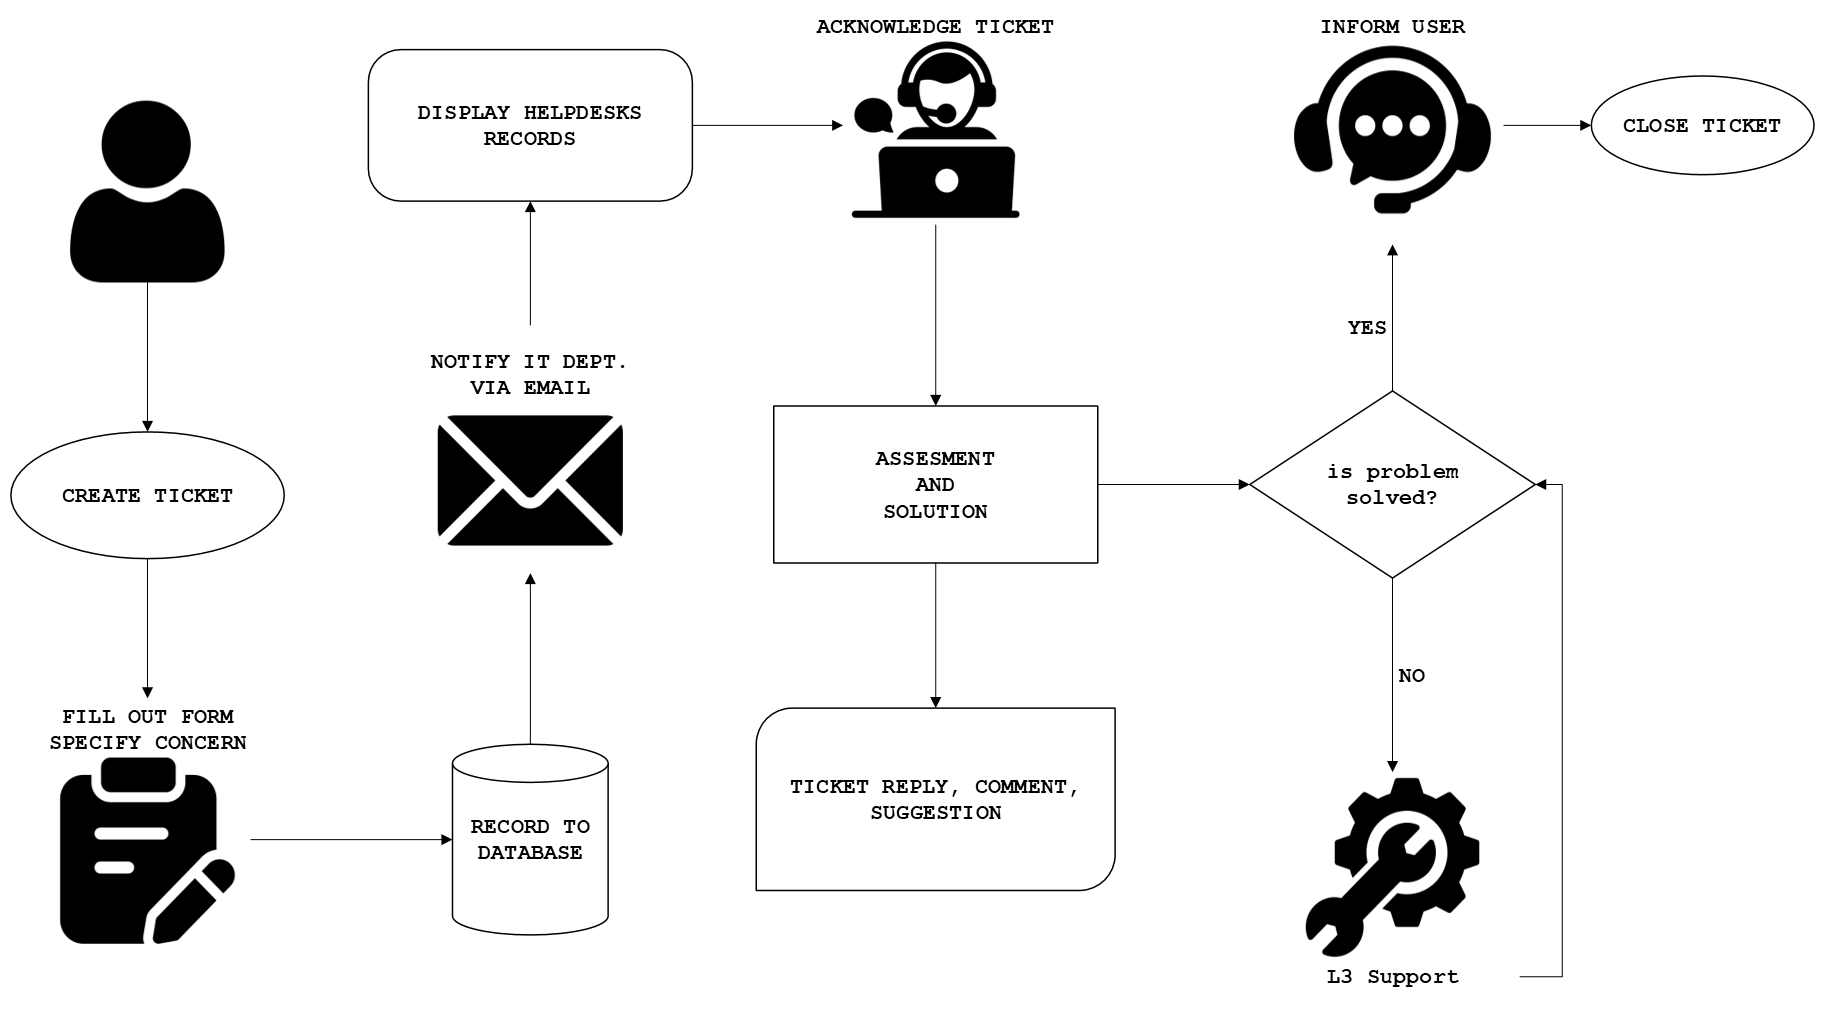 ACKNOWLEDGE TICKET
INFORM USER
DISPLAY HELPDESKS
RECORDS
CLOSE TICKET
YES
NOTIFY IT DEPT.
VIA EMAIL
CREATE TICKET
ASSESMENT
AND
SOLUTION
is problem
solved?
NO
FILL OUT FORM
SPECIFY CONCERN
RECORD TO
DATABASE
TICKET REPLY, COMMENT,
SUGGESTION
L3 Support